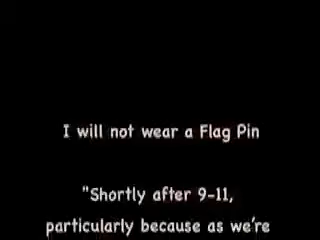 I will not wear a Flag Pin
"Shortly after 9-11,
particularly because as we're